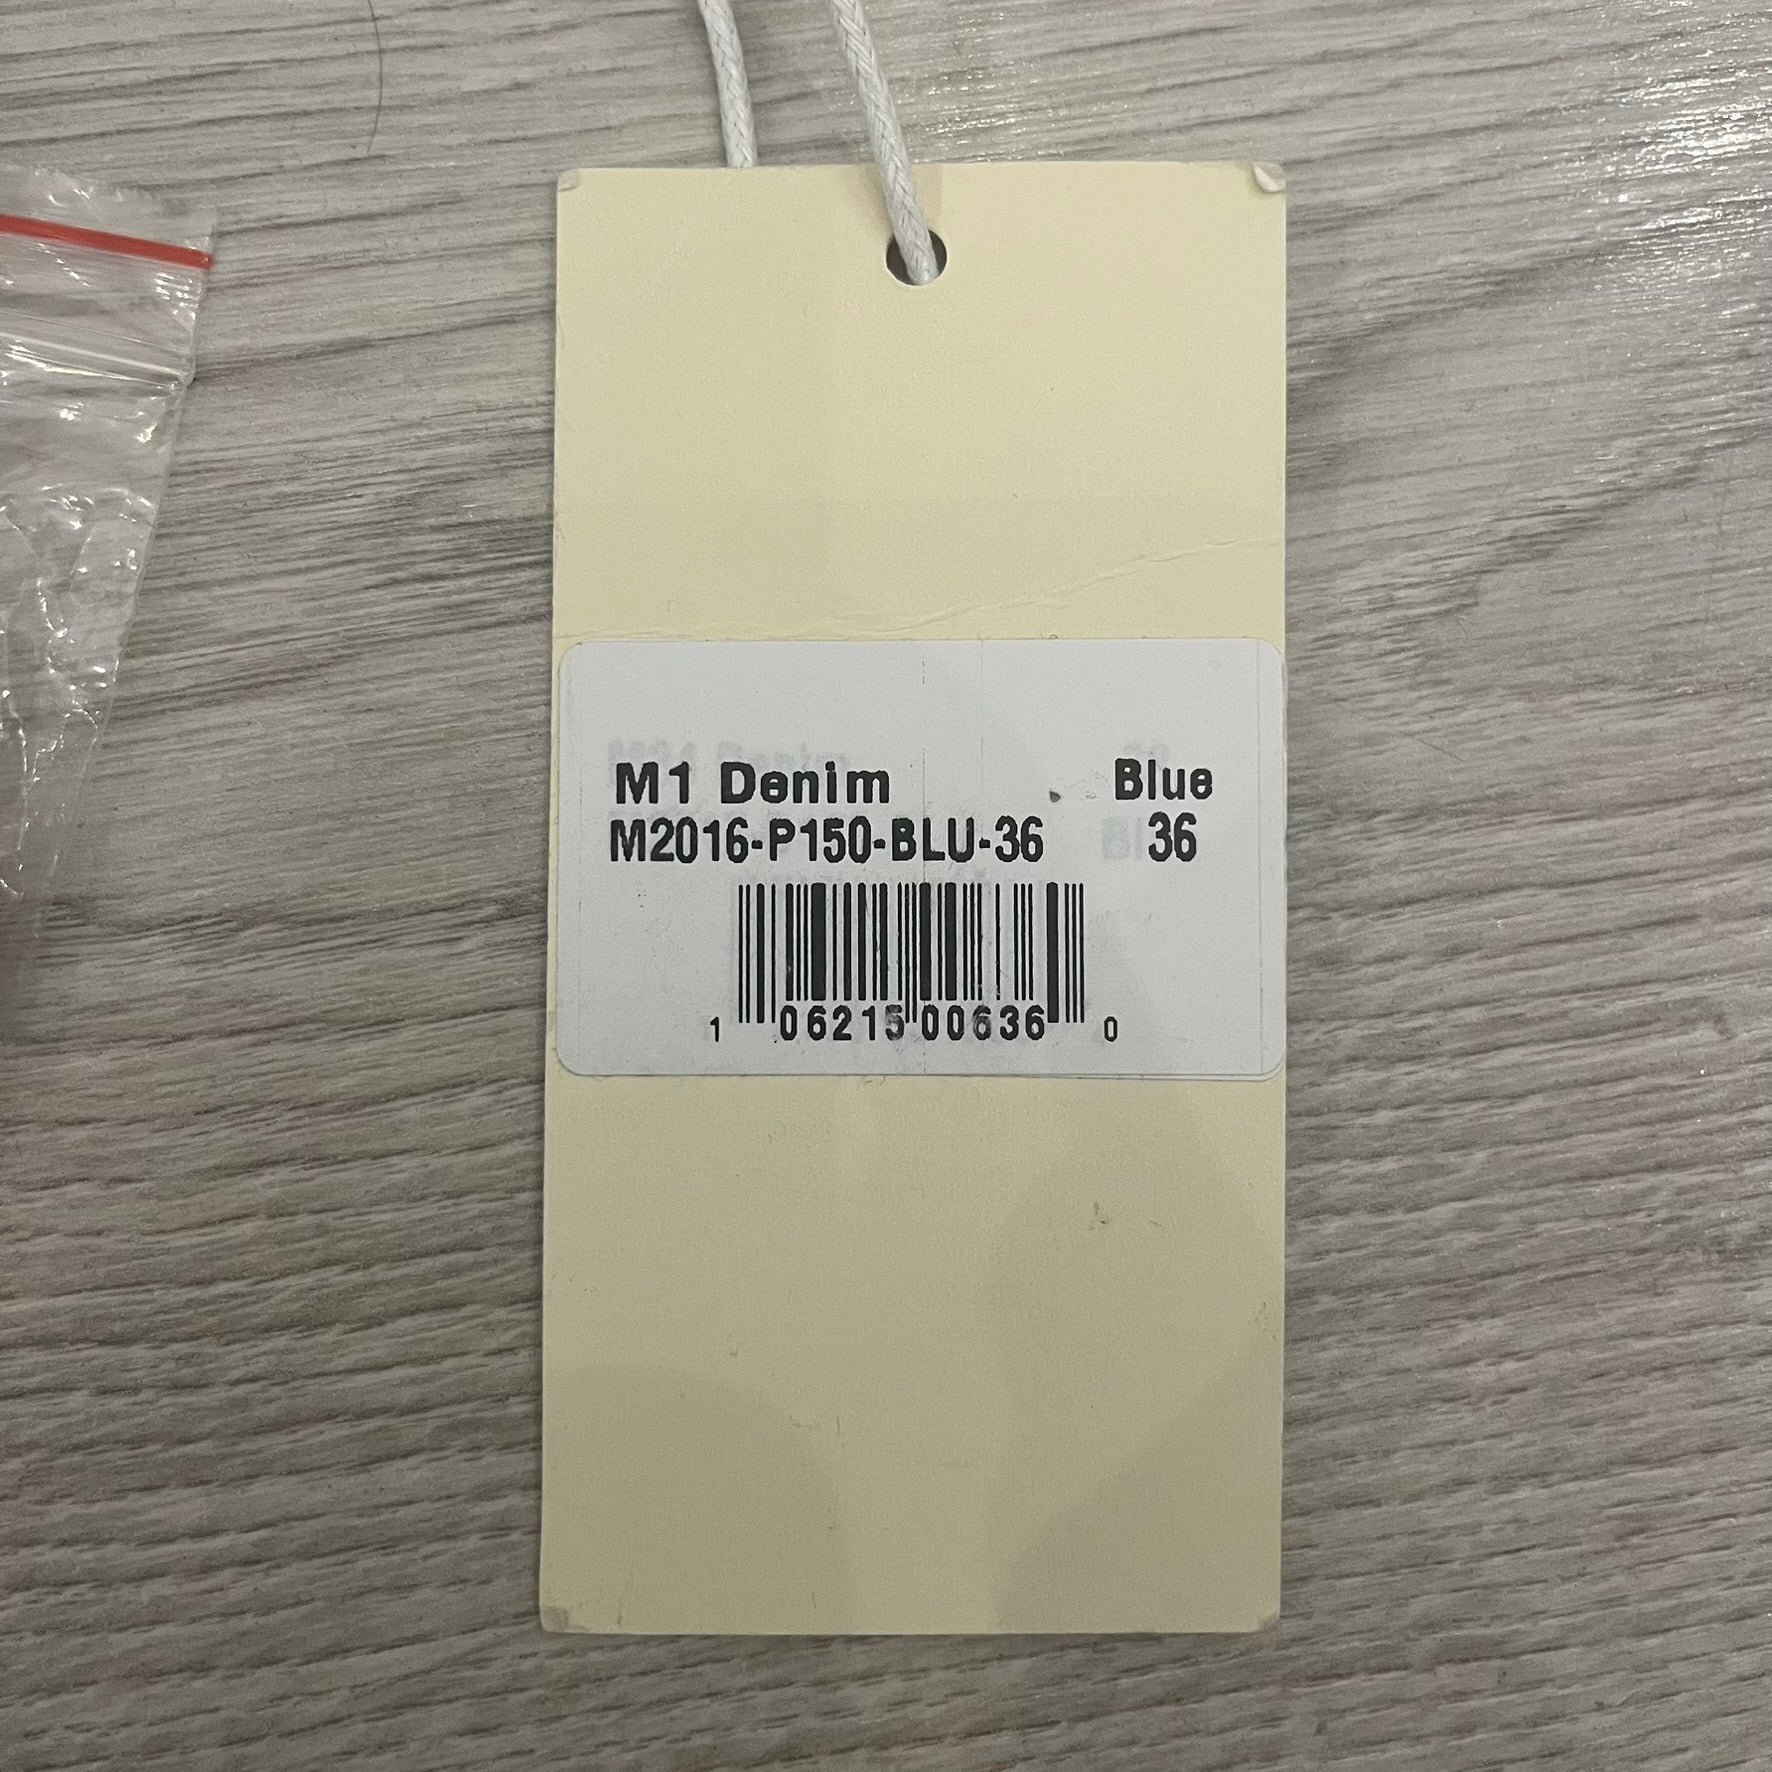 M1 Denim Blue
M2016-P150-BLU-36 36
1 06215 00636 0